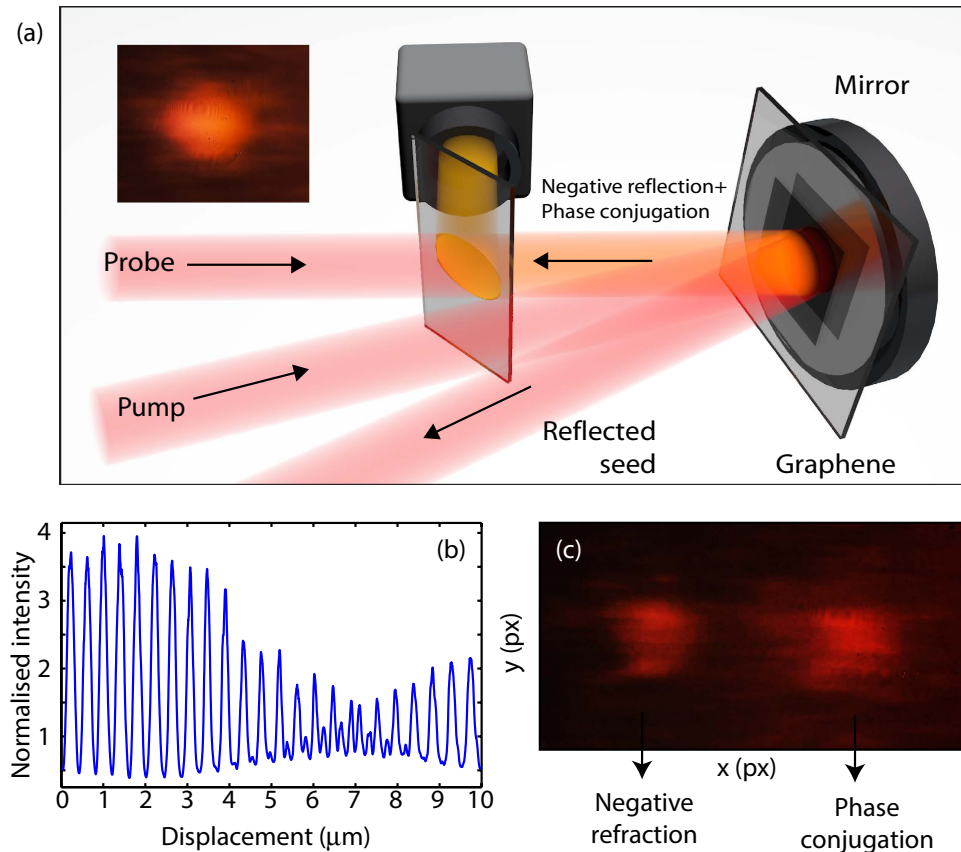 (a)
Mirror
Negative reflection+
Phase conjugation
Probe
Pump
Reflected
seed
Graphene
(b)
Normalised intensity
4
3
2
1
0 1 2 3 4 5 6 7 8 9 10
Displacement (μm)
(c)
y (px)
x (px)
Negative
refraction
Phase
conjugation